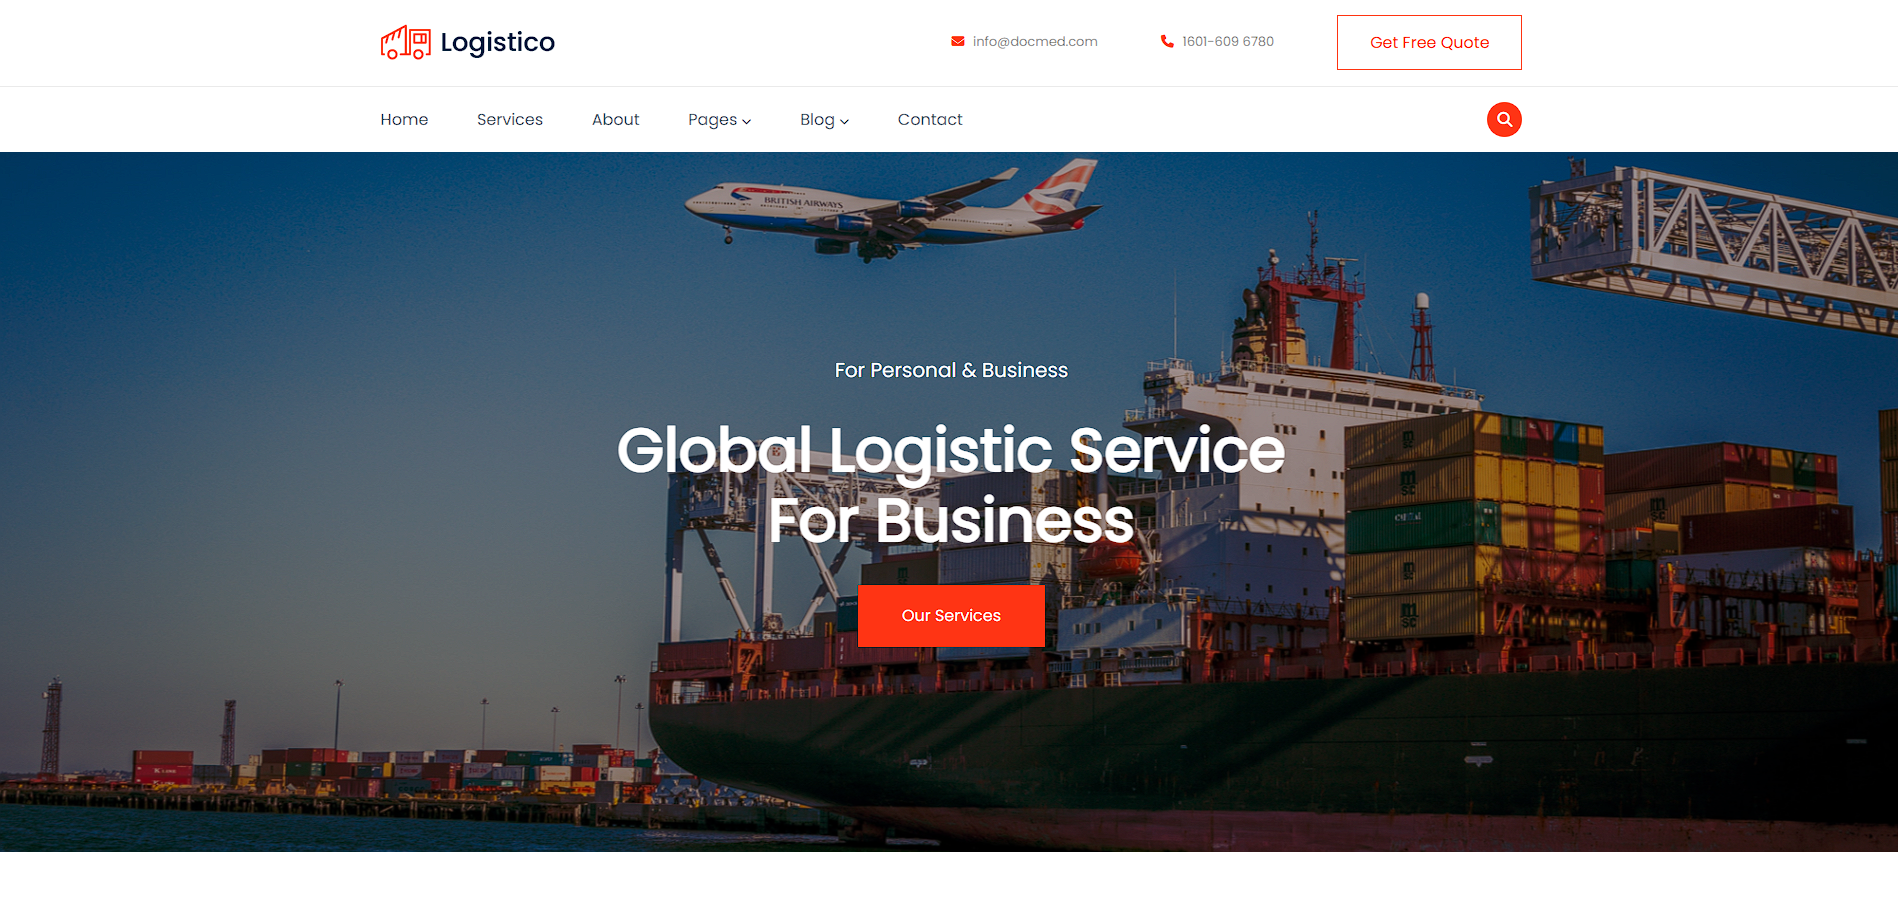 Logistico
info@docmed.com
1601-609 6780
Get Free Quote
Home
Services
About
Pages
Blog
Contact
BRITISH AIRWAYS
For Personal & Business
Global Logistic Service
For Business
Our Services